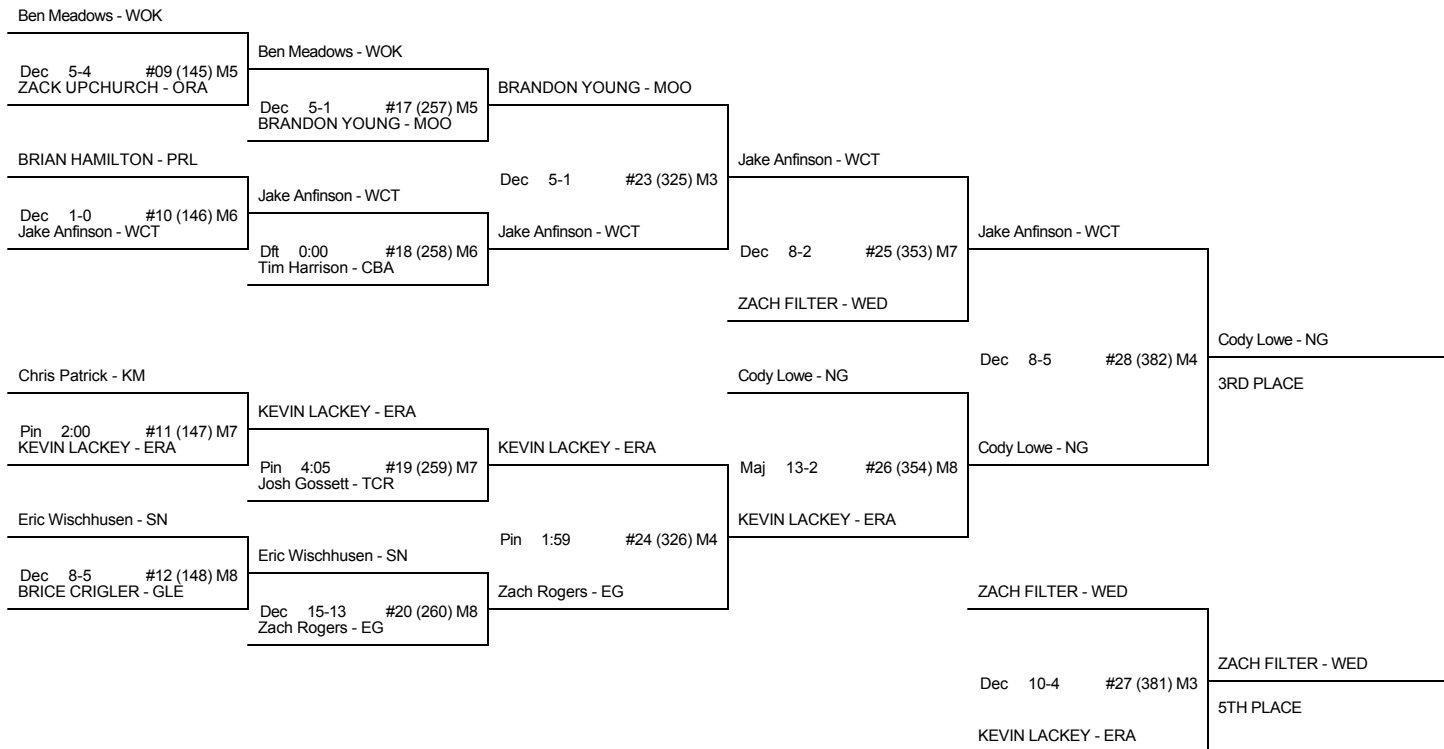 Ben Meadows - WOK
Dec 5-4 #09 (145) M5
ZACK UPCHURCH - ORA
BRIAN HAMILTON - PRL
Dec 1-0 #10 (146) M6
Jake Anfinson - WCT
Chris Patrick - KM
Pin 2:00 #11 (147) M7
KEVIN LACKEY - ERA
Eric Wischhusen - SN
Dec 8-5 #12 (148) M8
BRICE CRIGLER - GLE
Ben Meadows - WOK
Dec 5-1 #17 (257) M5
BRANDON YOUNG - MOO
Jake Anfinson - WCT
Dft 0:00 #18 (258) M6
Tim Harrison - CBA
KEVIN LACKEY - ERA
Pin 4:05 #19 (259) M7
Josh Gossett - TCR
Eric Wischhusen - SN
Dec 15-13 #20 (260) M8
Zach Rogers - EG
BRANDON YOUNG - MOO
Dec 5-1 #23 (325) M3
Jake Anfinson - WCT
KEVIN LACKEY - ERA
Pin 1:59 #24 (326) M4
Zach Rogers - EG
Jake Anfinson - WCT
Dec 8-2 #25 (353) M7
ZACH FILTER - WED
Cody Lowe - NG
Maj 13-2 #26 (354) M8
KEVIN LACKEY - ERA
Jake Anfinson - WCT
Dec 8-5 #28 (382) M4
Cody Lowe - NG
Cody Lowe - NG
3RD PLACE
ZACH FILTER - WED
Dec 10-4 #27 (381) M3
KEVIN LACKEY - ERA
ZACH FILTER - WED
5TH PLACE